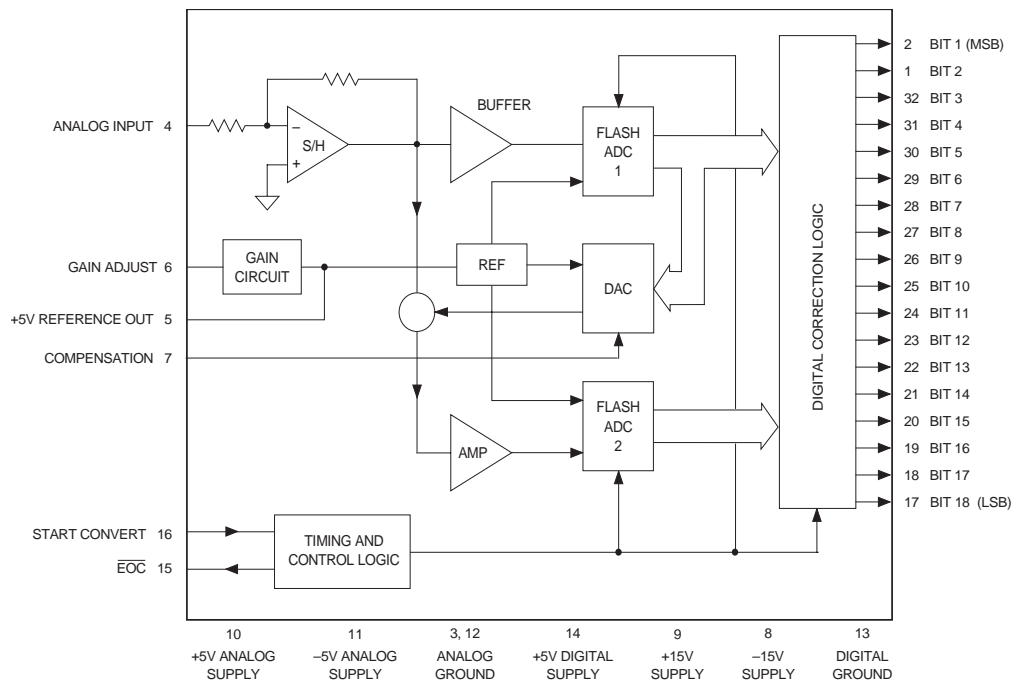 2 BIT 1 (MSB)
1 BIT 2
32 BIT 3
31 BIT 4
30 BIT 5
29 BIT 6
28 BIT 7
27 BIT 8
26 BIT 9
25 BIT 10
24 BIT 11
23 BIT 12
22 BIT 13
21 BIT 14
20 BIT 15
19 BIT 16
18 BIT 17
17 BIT 18 (LSB)
DIGITAL CORRECTION LOGIC
BUFFER
ANALOG INPUT 4
–
S/H
+
FLASH
ADC
1
GAIN ADJUST 6
GAIN
CIRCUIT
REF
DAC
+5V REFERENCE OUT 5
COMPENSATION 7
FLASH
ADC
2
AMP
START CONVERT 16
TIMING AND
CONTROL LOGIC
EOC 15
10
+5V ANALOG
SUPPLY
11
–5V ANALOG
SUPPLY
3, 12
ANALOG
GROUND
14
+5V DIGITAL
SUPPLY
9
+15V
SUPPLY
8
–15V
SUPPLY
13
DIGITAL
GROUND